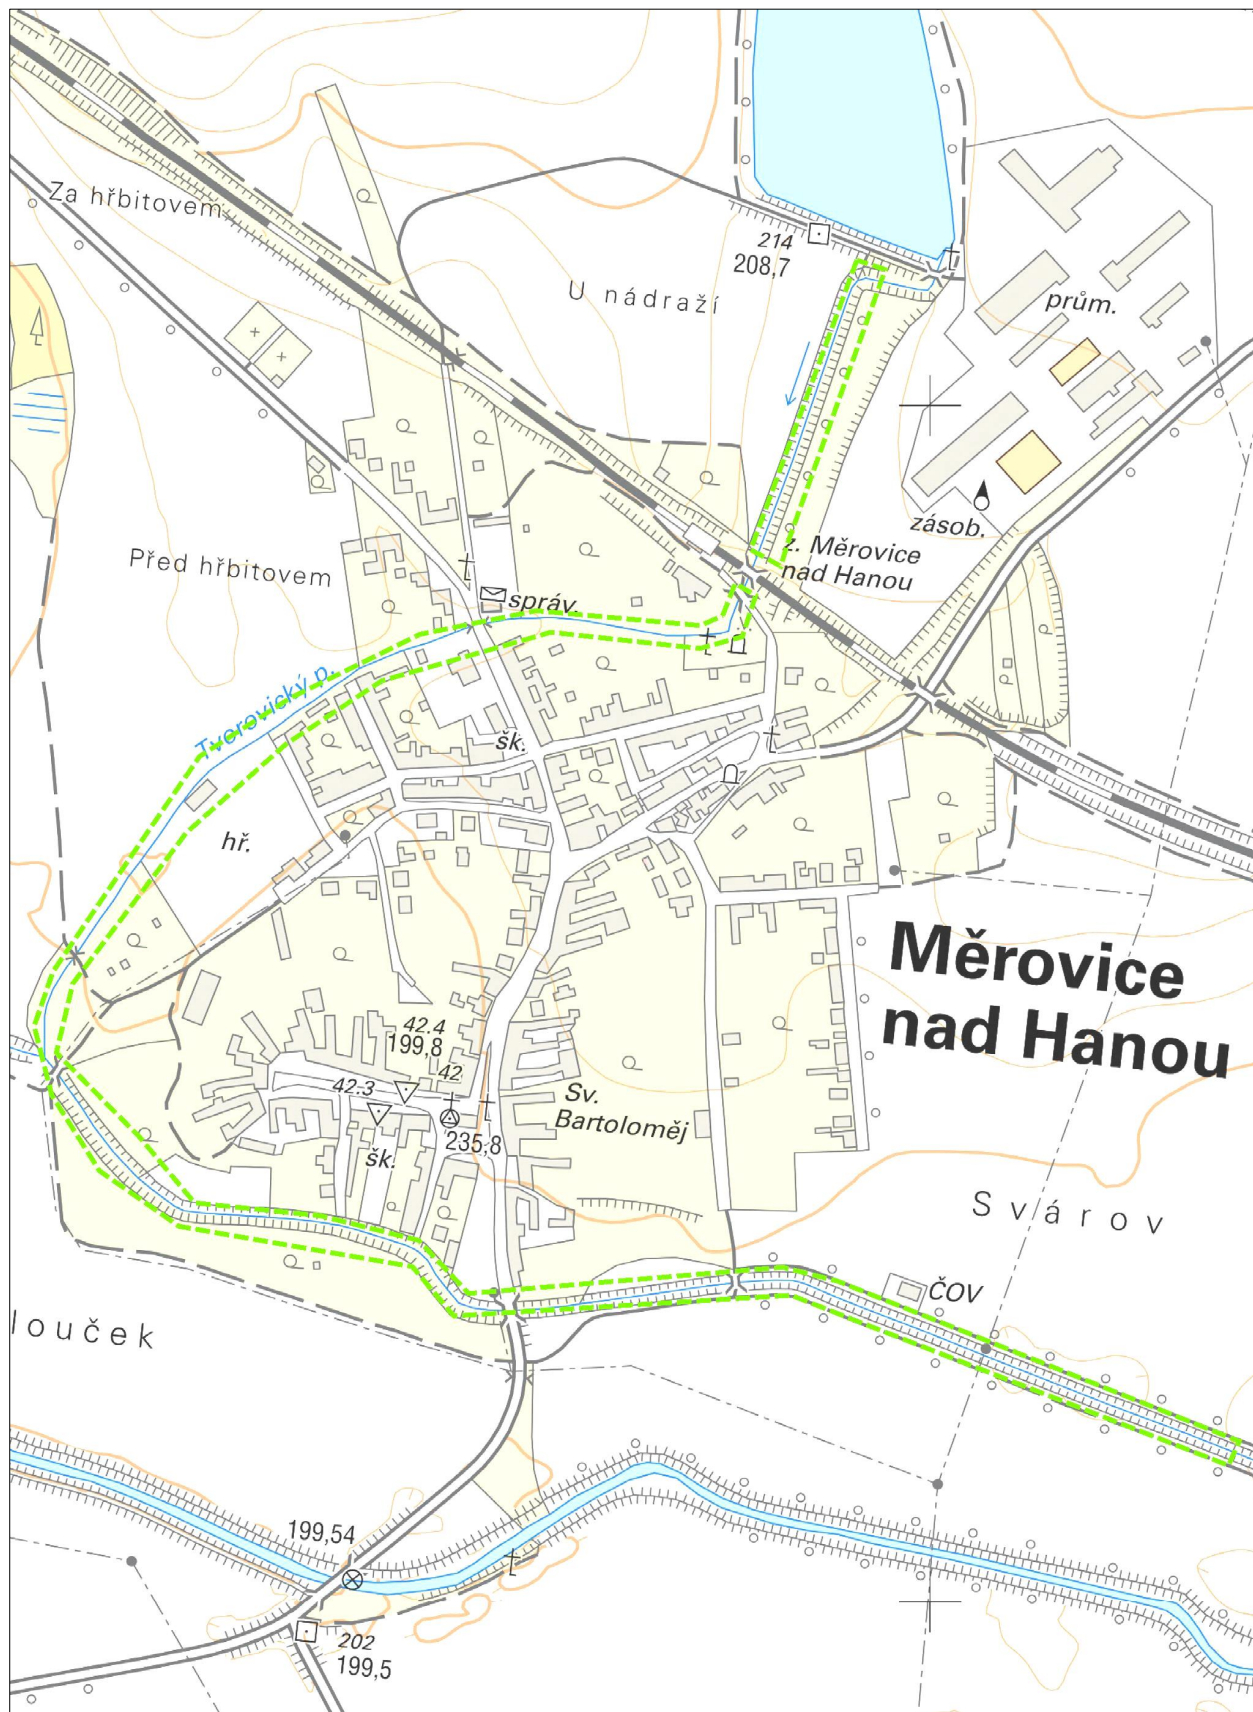 Za hřbitovem
214
208,7
U nádraží
prům.
zásob.
z. Měrovice
nad Hanou
Před hřbitovem
správ.
Tvorovický p.
šk.
hř.
Měrovice
nad Hanou
42.4
199,8
42
42.3
Sv.
Bartoloměj
235,8
šk.
Svárov
ČOV
louček
199,54
202
199,5